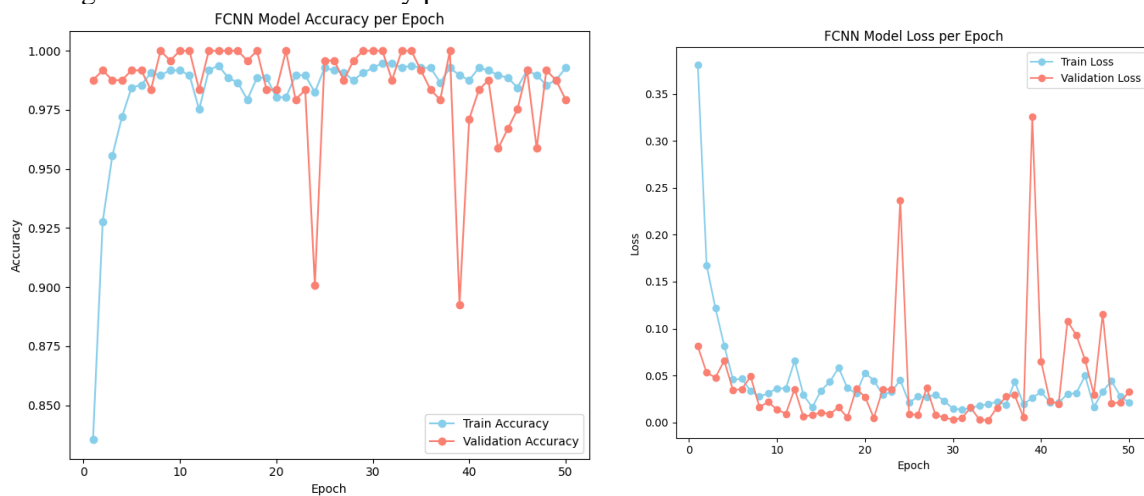 FCNN Model Accuracy per Epoch
1.000
0.975
0.950
0.925
0.900
0.875
0.850
Accuracy
0
10
20
30
40
50
Epoch
Train Accuracy
Validation Accuracy
FCNN Model Loss per Epoch
0.35
0.30
0.25
0.20
0.15
0.10
0.05
0.00
Loss
0
10
20
30
40
50
Epoch
Train Loss
Validation Loss